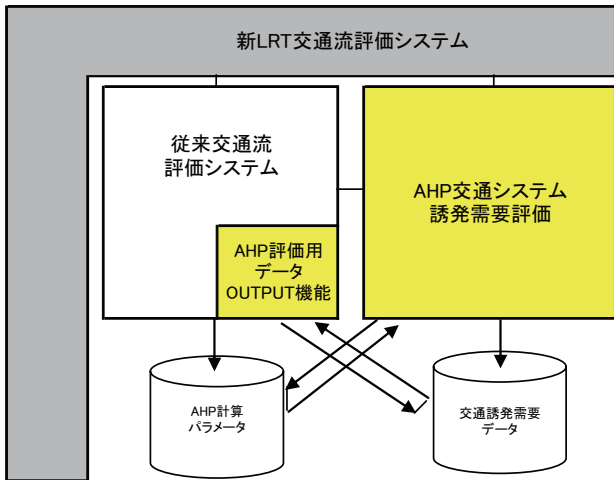 新LRT交通流評価システム
従来交通流
評価システム
AHP交通システム
誘発需要評価
AHP評価用
データ
OUTPUT機能
AHP計算
パラメータ
交通誘発需要
データ